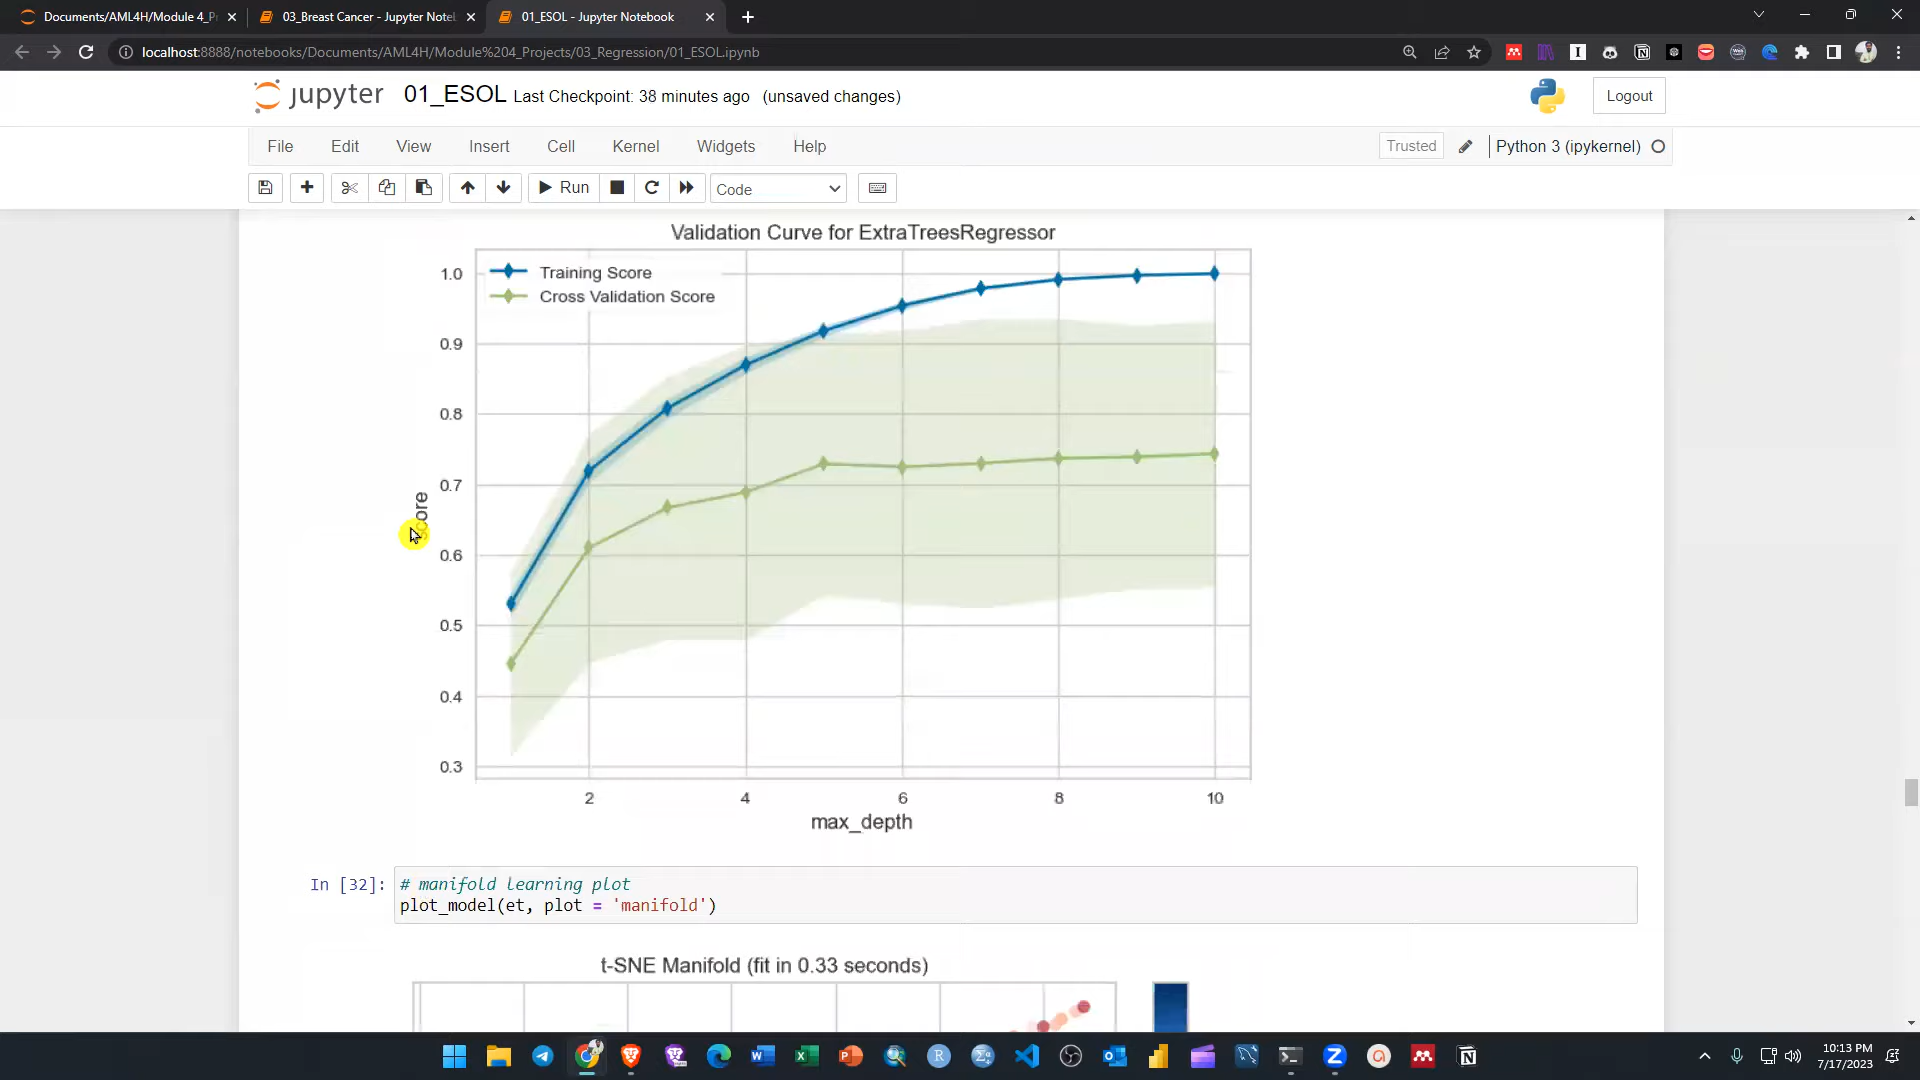 Documents/AML4H/Module 4_P
03_Breast Cancer - Jupyter Note
01_ESOL - Jupyter Notebook
localhost:8888/notebooks/Documents/AML4H/Module%204_Projects/03_Regression/01_ESOL.ipynb
jupyter 01_ESOL Last Checkpoint: 38 minutes ago (unsaved changes)
Logout
File Edit View Insert Cell Kernel Widgets Help
Trusted Python 3 (ipykernel)
Run Code
Validation Curve for ExtraTreesRegressor
Training Score
Cross Validation Score
1.0
0.9
0.8
0.7
0.6
0.5
0.4
0.3
score
2 4 6 8 10
max_depth
In [32]: # manifold learning plot
plot_model(et, plot = 'manifold')
t-SNE Manifold (fit in 0.33 seconds)
10:13 PM
7/17/2023